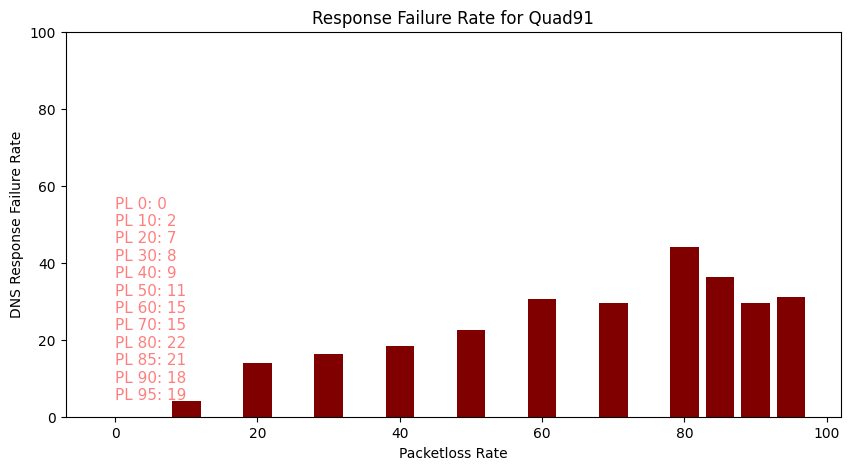 Response Failure Rate for Quad91
100
80
60
40
20
0
DNS Response Failure Rate
PL 0: 0
PL 10: 2
PL 20: 7
PL 30: 8
PL 40: 9
PL 50: 11
PL 60: 15
PL 70: 15
PL 80: 22
PL 85: 21
PL 90: 18
PL 95: 19
0 20 40 60 80 100
Packetloss Rate